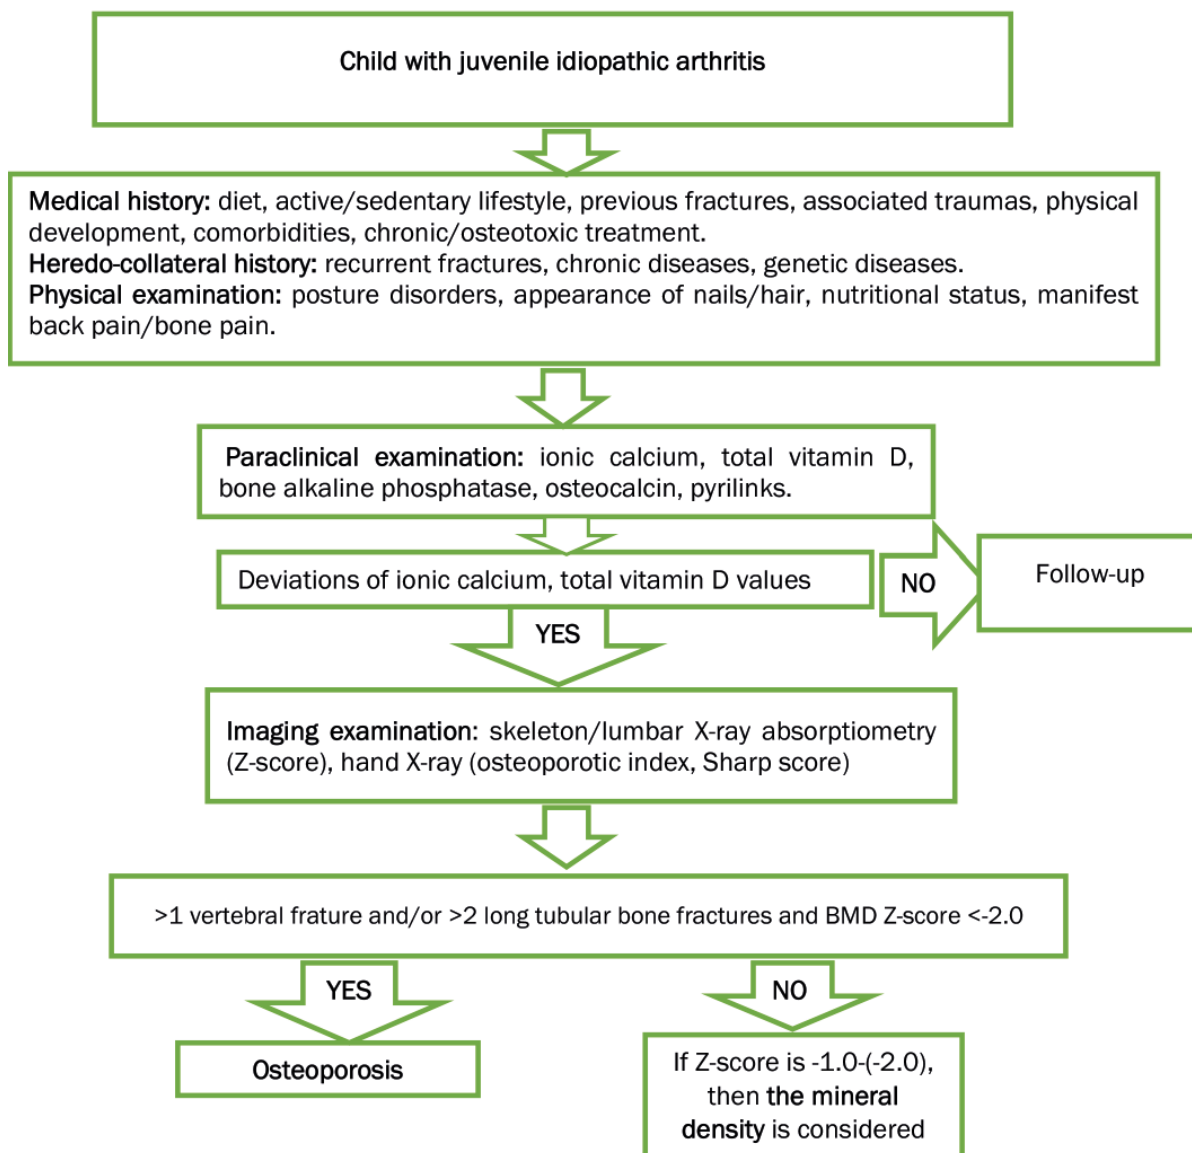 Child with juvenile idiopathic arthritis
Medical history: diet, active/sedentary lifestyle, previous fractures, associated traumas, physical
development, comorbidities, chronic/osteotoxic treatment.
Heredo-collateral history: recurrent fractures, chronic diseases, genetic diseases.
Physical examination: posture disorders, appearance of nails/hair, nutritional status, manifest
back pain/bone pain.
Paraclinical examination: ionic calcium, total vitamin D,
bone alkaline phosphatase, osteocalcin, pyrilinks.
Deviations of ionic calcium, total vitamin D values
NO
Follow-up
YES
Imaging examination: skeleton/lumbar X-ray absorptiometry
(Z-score), hand X-ray (osteoporotic index, Sharp score)
>1 vertebral frature and/or >2 long tubular bone fractures and BMD Z-score <-2.0
YES
NO
Osteoporosis
If Z-score is -1.0-(-2.0),
then the mineral
density is considered